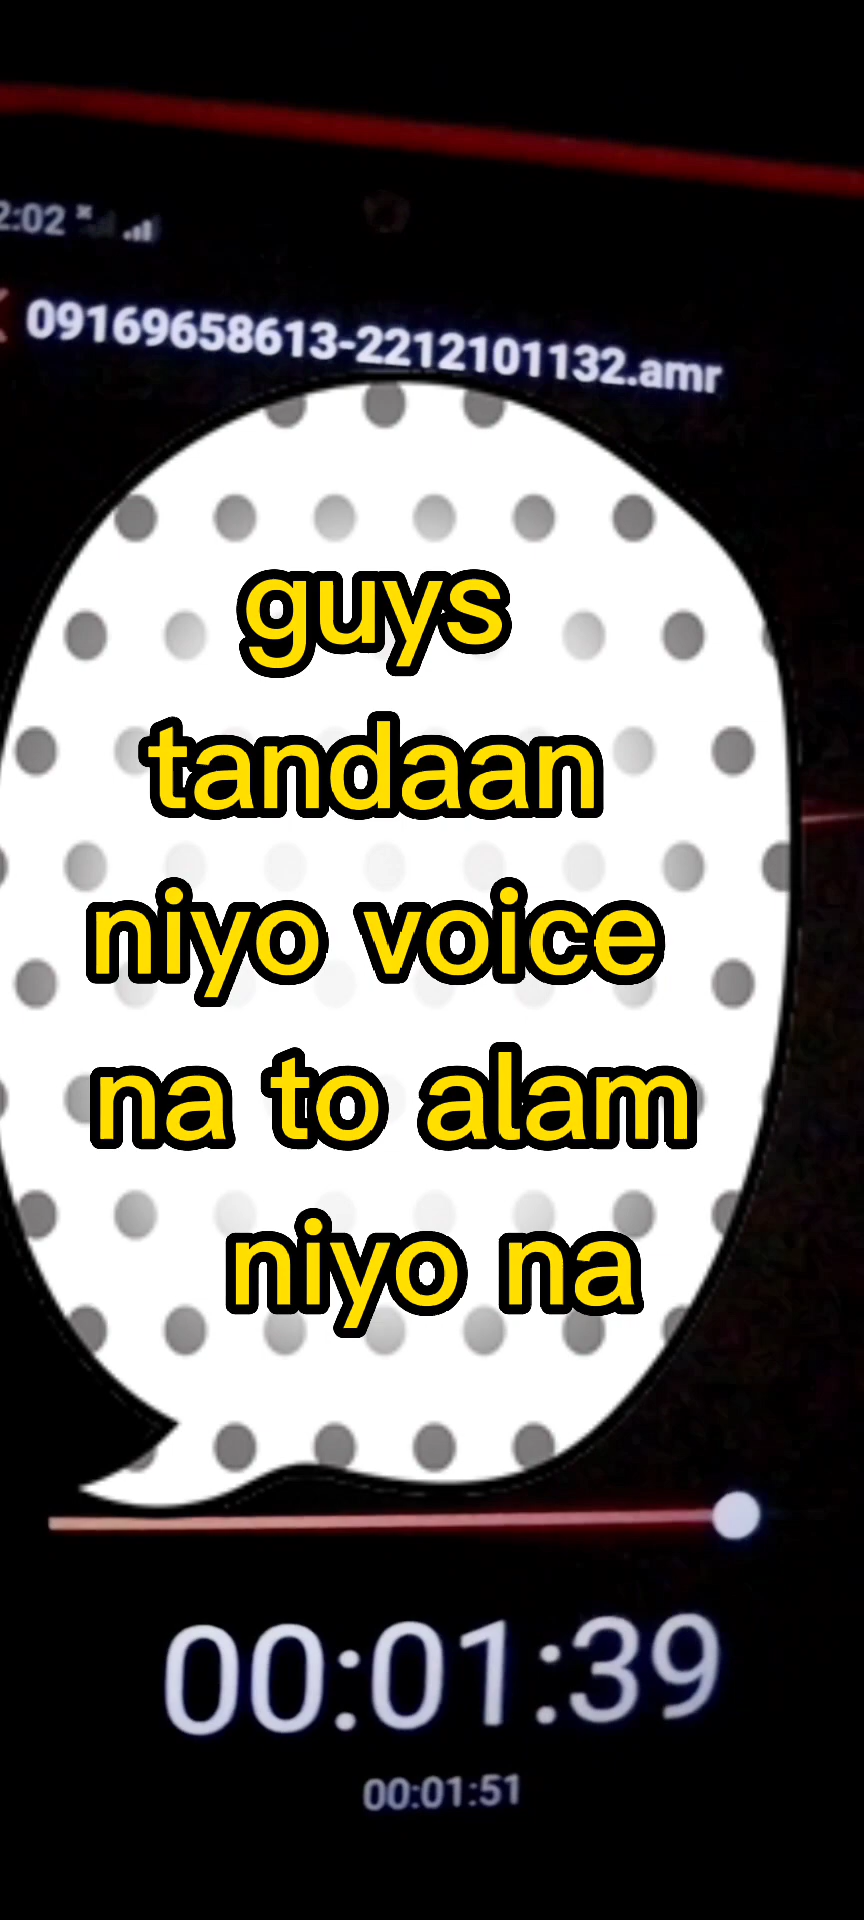 2:02
09169658613-2212101132.amr
guys
tandaan
niyo voice
na to alam
niyo na
00:01:39
00:01:51